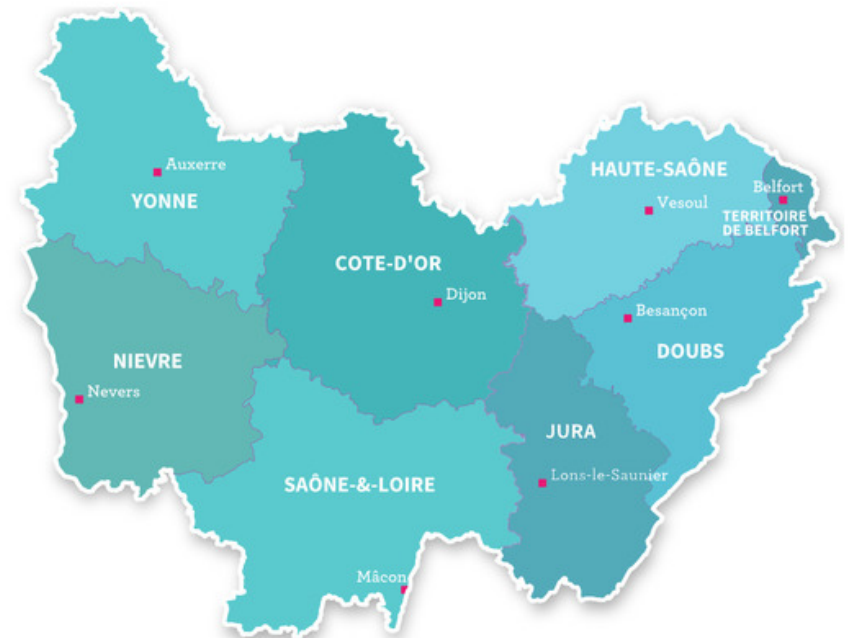 Auxerre
YONNE
HAUTE-SAÔNE
Belfort
Vesoul
TERRITOIRE
DE BELFORT
COTE-D'OR
Dijon
Besançon
DOUBS
NIEVRE
Nevers
JURA
Lons-le-Saunier
SAÔNE-&-LOIRE
Mâcon